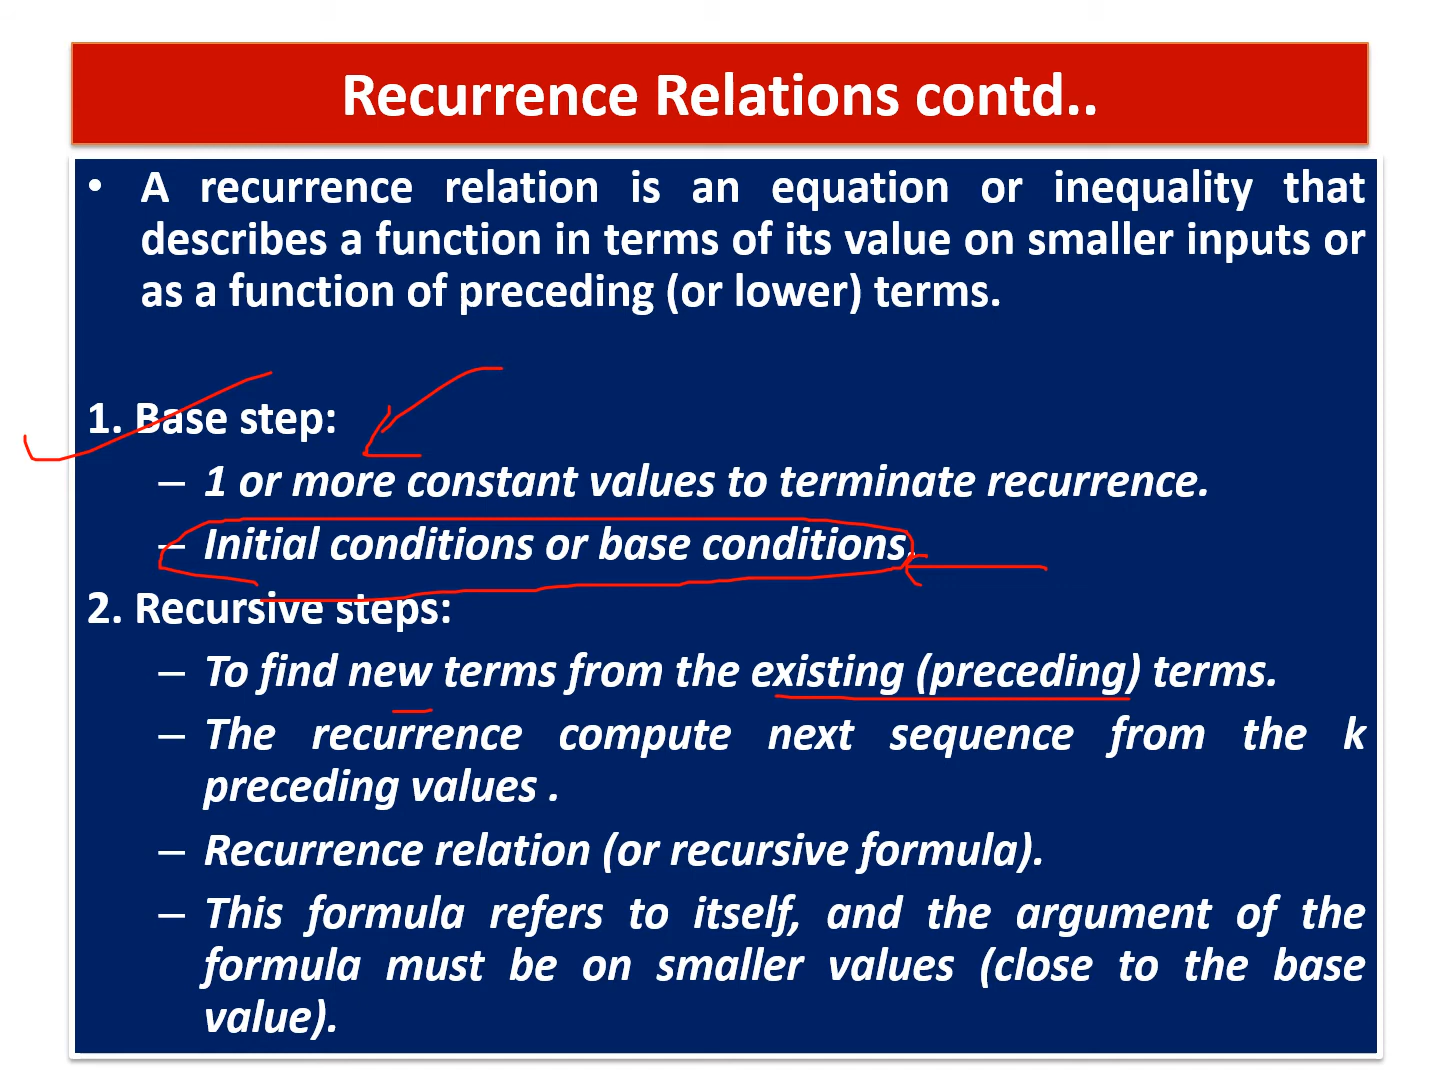 Recurrence Relations contd..
• A recurrence relation is an equation or inequality that
describes a function in terms of its value on smaller inputs or
as a function of preceding (or lower) terms.
1. Base step:
– 1 or more constant values to terminate recurrence.
– Initial conditions or base conditions.
2. Recursive steps:
– To find new terms from the existing (preceding) terms.
– The recurrence compute next sequence from the k
preceding values .
– Recurrence relation (or recursive formula).
– This formula refers to itself, and the argument of the
formula must be on smaller values (close to the base
value).